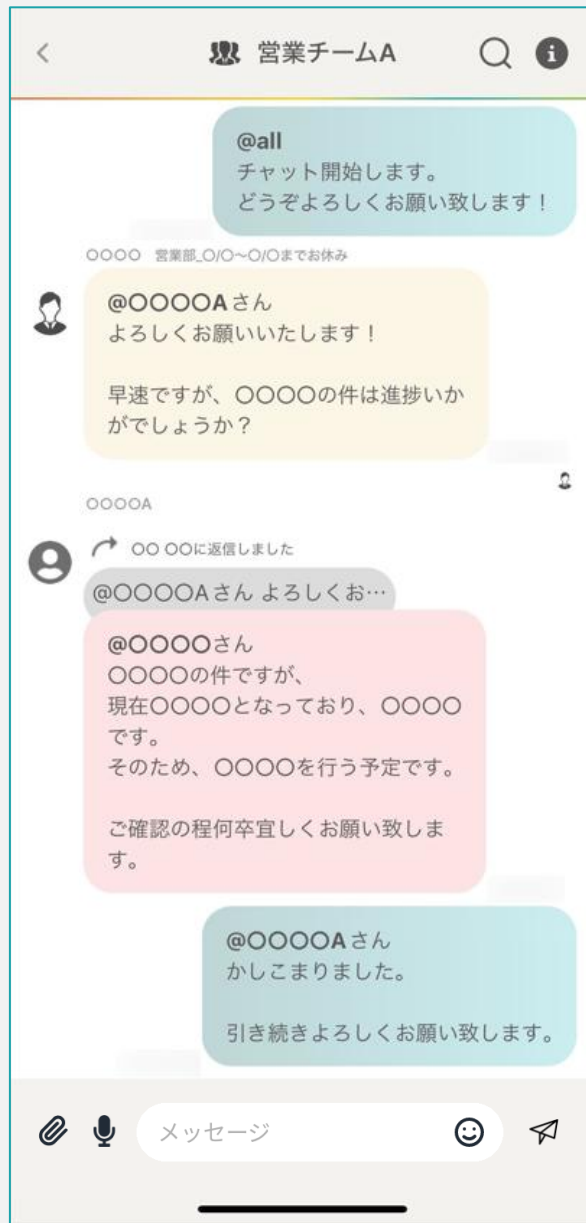 営業チームA
@all
チャット開始します。
どうぞよろしくお願い致します！
〇〇〇〇 営業部_〇/〇～〇/〇までお休み
@〇〇〇〇Aさん
よろしくお願いいたします！
早速ですが、〇〇〇〇の件は進捗いか
がでしょうか？
〇〇〇〇A
〇〇 〇〇に返信しました
@〇〇〇〇Aさん よろしくお…
@〇〇〇〇さん
〇〇〇〇の件ですが、
現在〇〇〇〇となっており、〇〇〇〇
です。
そのため、〇〇〇〇を行う予定です。
ご確認の程何卒宜しくお願い致しま
す。
@〇〇〇〇Aさん
かしこまりました。
引き続きよろしくお願い致します。
メッセージ